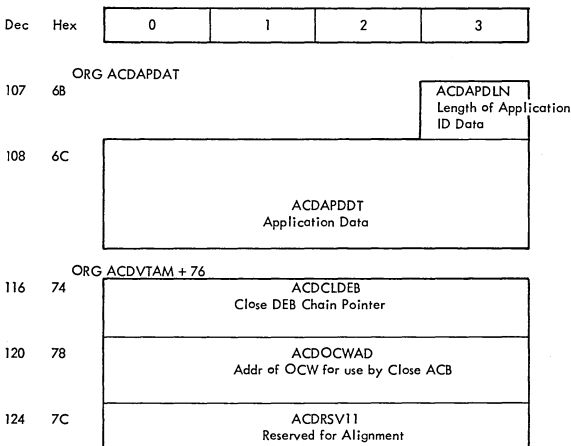 Dec Hex 0 1 2 3
ORG ACDAPDAT
107 6B ACDAPDLN
Length of Application
ID Data
108 6C
ACDAPDDT
Application Data
ORG ACDVTAM + 76
116 74 ACDCLDEB
Close DEB Chain Pointer
120 78 ACDOCWAD
Addr of OCW for use by Close ACB
124 7C ACDRSV11
Reserved for Alignment